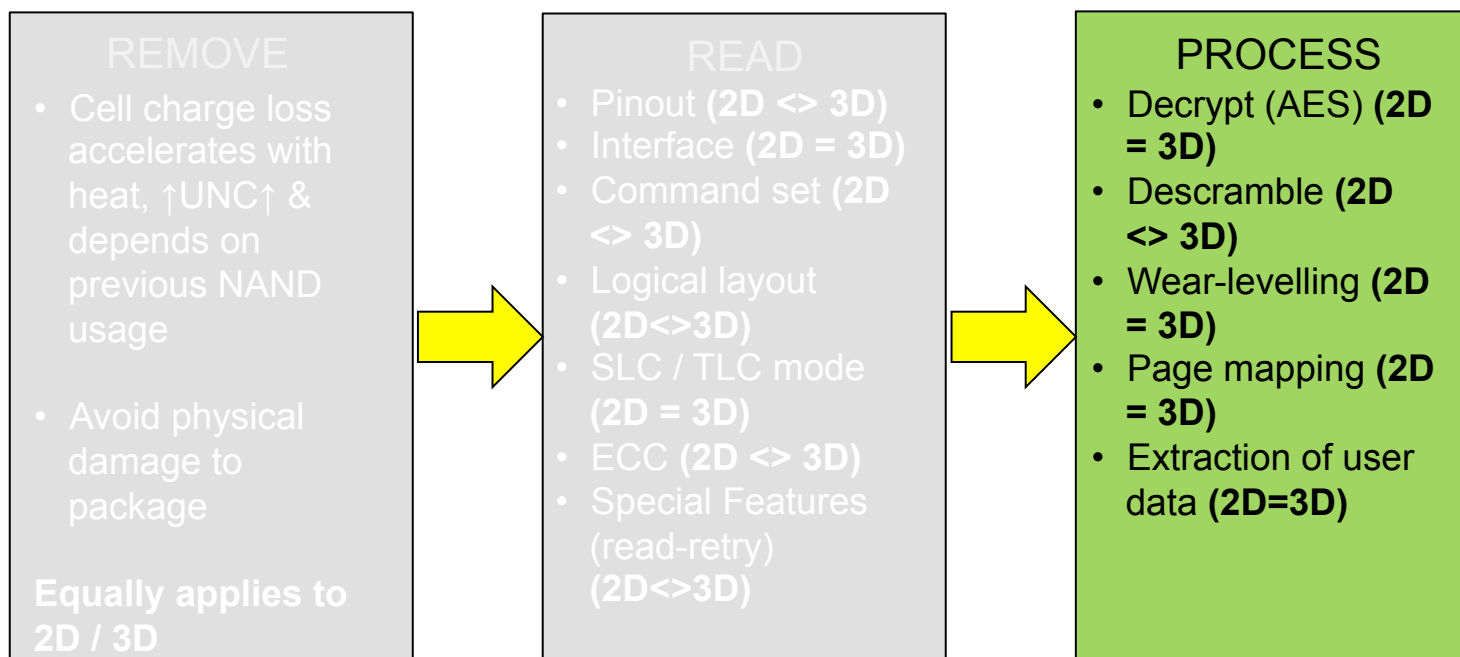 REMOVE
• Cell charge loss
accelerates with
heat, ↑UNC↑ &
depends on
previous NAND
usage
• Avoid physical
damage to
package
Equally applies to
2D / 3D
READ
• Pinout (2D <> 3D)
• Interface (2D = 3D)
• Command set (2D
<> 3D)
• Logical layout
(2D<>3D)
• SLC / TLC mode
(2D = 3D)
• ECC (2D <> 3D)
• Special Features
(read-retry)
(2D<>3D)
PROCESS
• Decrypt (AES) (2D
= 3D)
• Descramble (2D
<> 3D)
• Wear-levelling (2D
= 3D)
• Page mapping (2D
= 3D)
• Extraction of user
data (2D=3D)